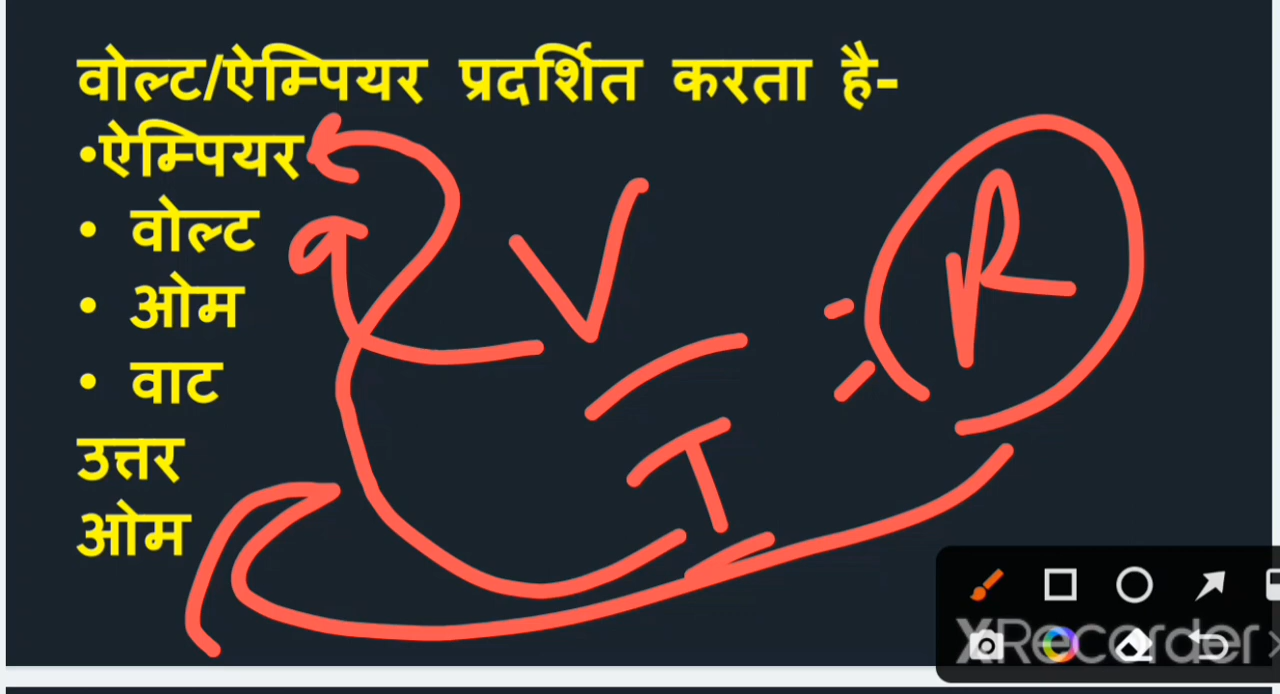 वोल्ट/ऐम्पियर प्रदर्शित करता है-
•ऐम्पियर
• वोल्ट
• ओम
• वाट
उत्तर
ओम
V
I
= R
XRecorder